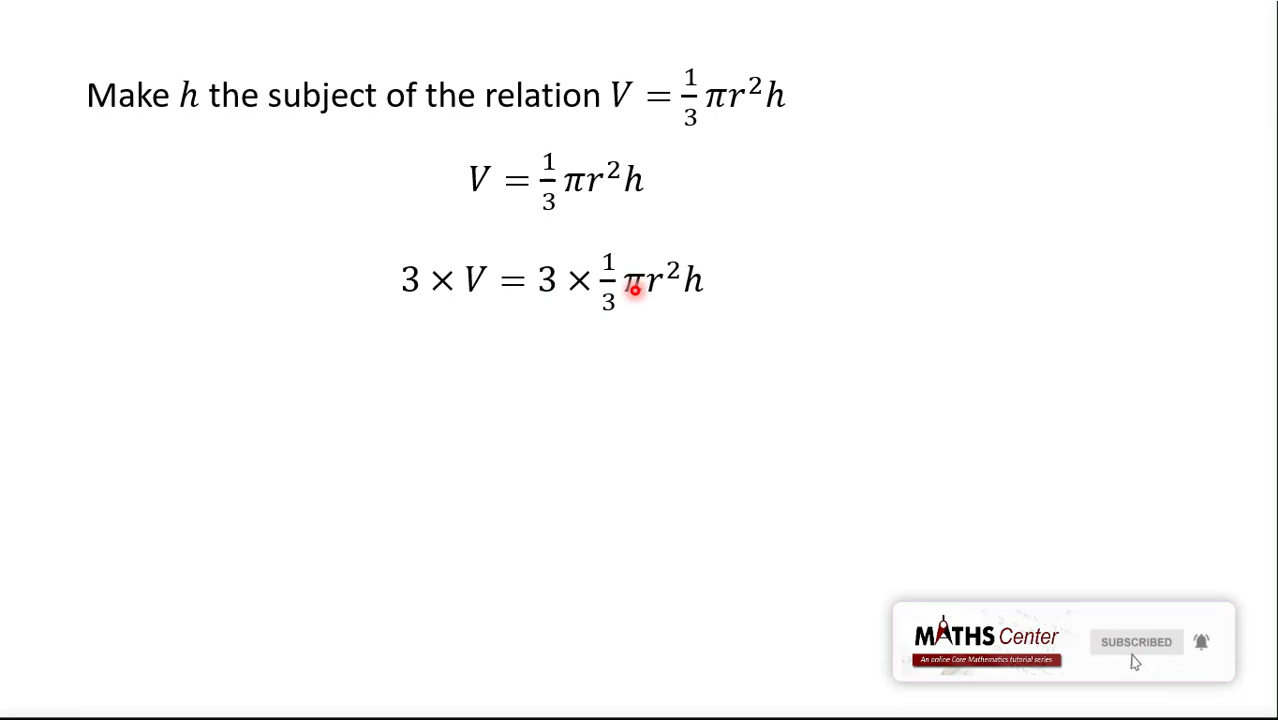 Make h the subject of the relation V = 1/3 πr²h
V = 1/3 πr²h
3 × V = 3 × 1/3 πr²h
MATHS Center
An online Core Mathematics tutorial series
SUBSCRIBED